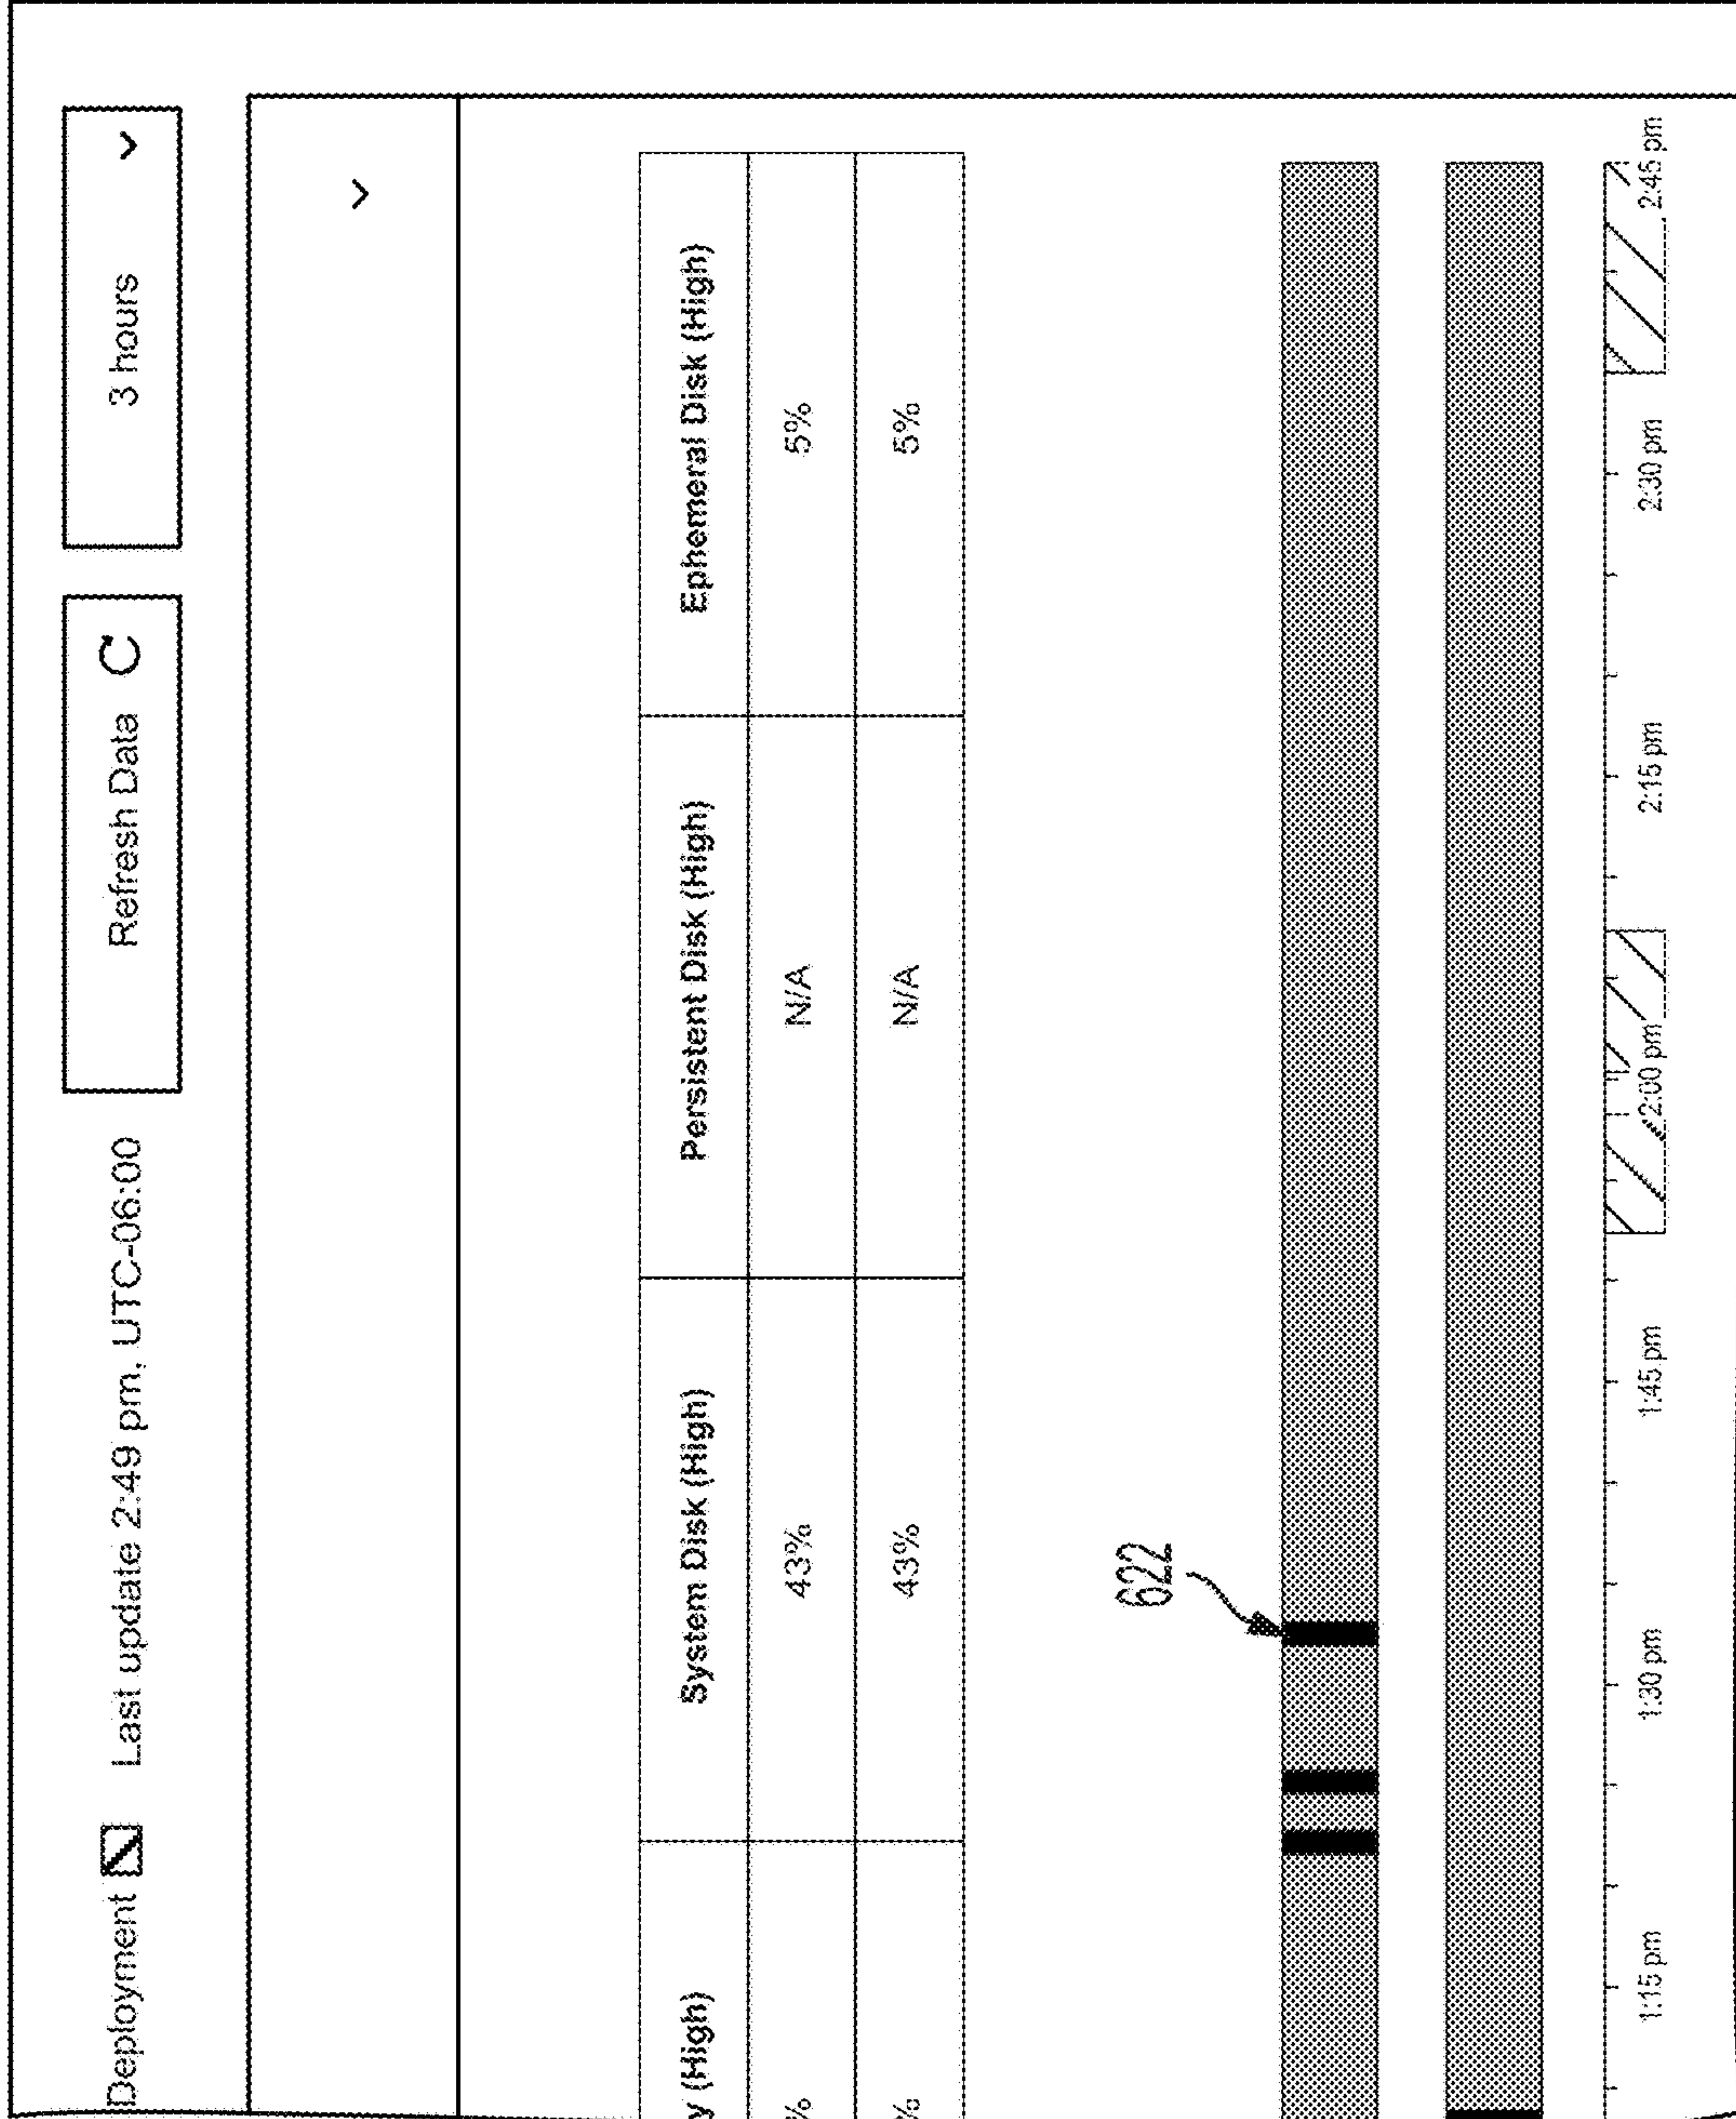 Deployment Last update 2:49 pm, UTC-06:00 Refresh Data 3 hours
y (High) System Disk (High) Persistent Disk (High) Ephemeral Disk (High)
% 43% N/A 5%
% 43% N/A 5%
622
1:15 pm 1:30 pm 1:45 pm 2:00 pm 2:15 pm 2:30 pm 2:45 pm